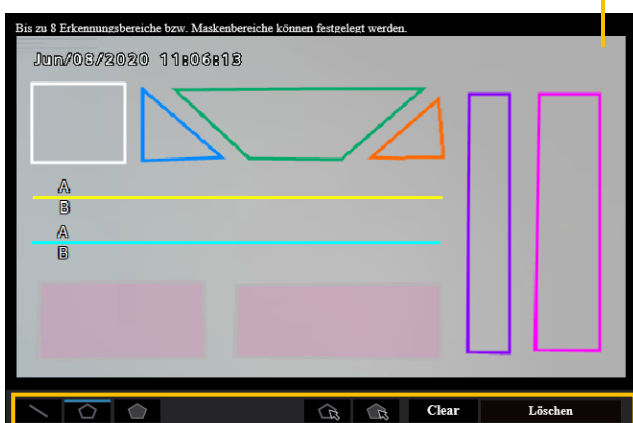 Bis zu 8 Erkennungsbereiche bzw. Maskenbereiche können festgelegt werden.
Jun/08/2020 11:06:13
A
B
A
B
Clear Löschen